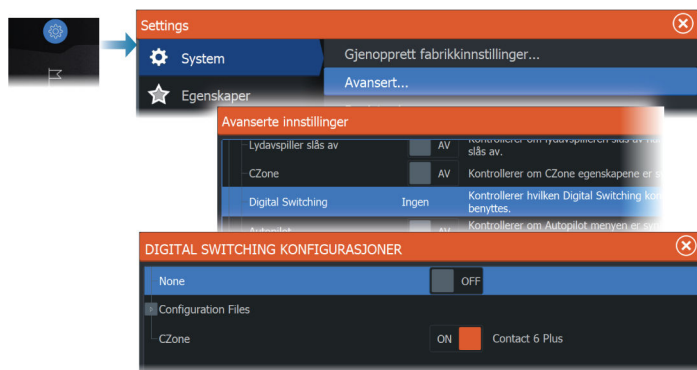 Settings
System
Gjenopprett fabrikkinnstillinger...
Avansert...
Egenskaper
Avanserte innstillinger
Lydavspiller slås av
AV
slås av.
CZone
AV
Kontrollerer om CZone egenskapene er
Digital Switching
Ingen
Kontrollerer hvilken Digital Switching
benyttes.
Autopilot
AV
Kontrollerer om Autopilot menyen er
DIGITAL SWITCHING KONFIGURASJONER
None
OFF
Configuration Files
CZone
ON
Contact 6 Plus